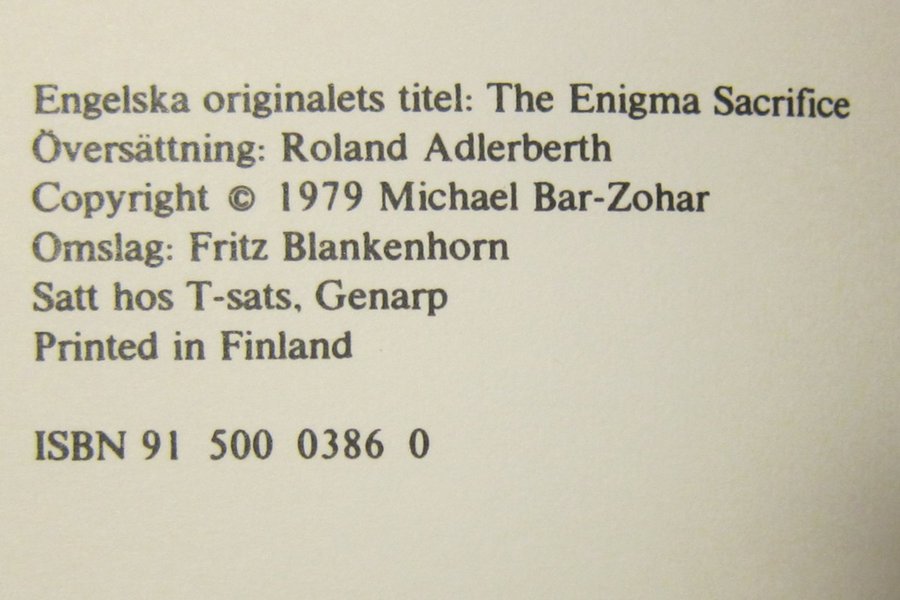 Engelska originalets titel: The Enigma Sacrifice
Översättning: Roland Adlerberth
Copyright © 1979 Michael Bar-Zohar
Omslag: Fritz Blankenhorn
Satt hos T-sats, Genarp
Printed in Finland
ISBN 91 500 0386 0